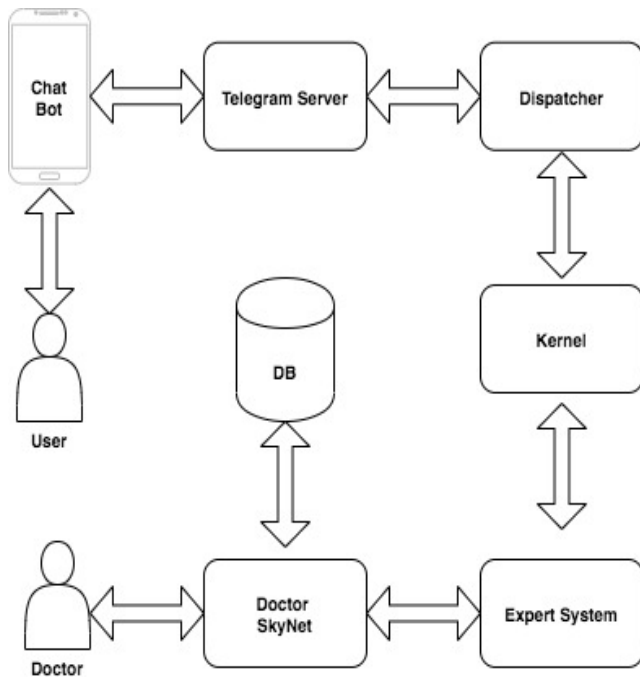 Chat
Bot
Telegram Server
Dispatcher
Kernel
DB
User
Doctor
SkyNet
Expert System
Doctor